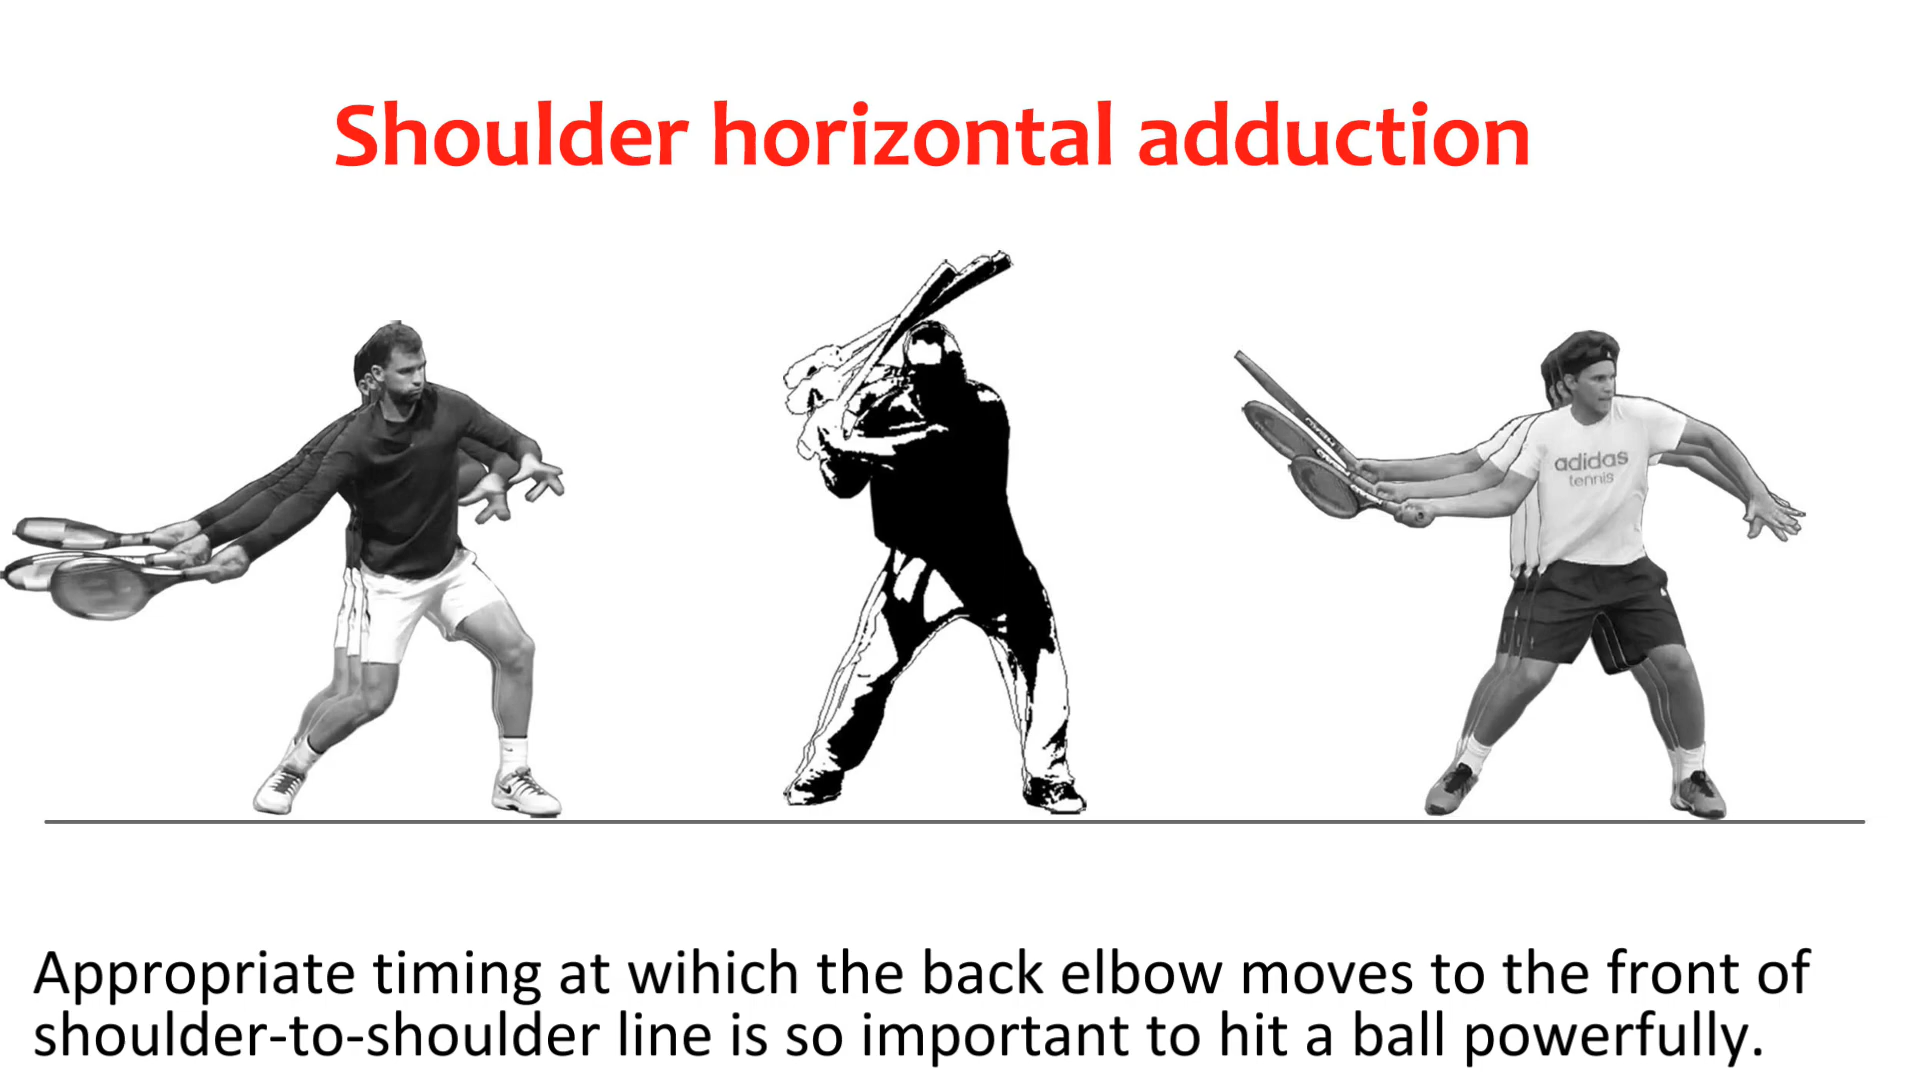 Shoulder horizontal adduction
adidas
tennis
Appropriate timing at wihich the back elbow moves to the front of
shoulder-to-shoulder line is so important to hit a ball powerfully.